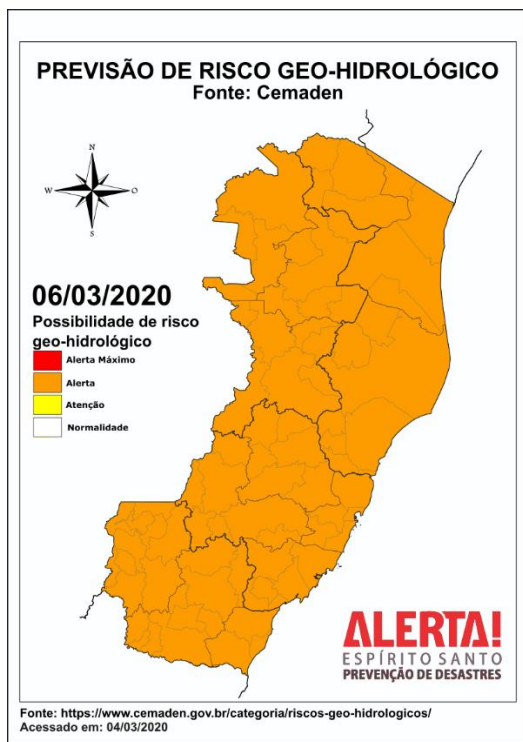 PREVISÃO DE RISCO GEO-HIDROLÓGICO
Fonte: Cemaden
N
W
O
S
06/03/2020
Possibilidade de risco
geo-hidrológico
Alerta Máximo
Alerta
Atenção
Normalidade
ALERTA!
ESPÍRITO SANTO
PREVENÇÃO DE DESASTRES
Fonte: https://www.cemaden.gov.br/categoria/riscos-geo-hidrologicos/
Acessado em: 04/03/2020